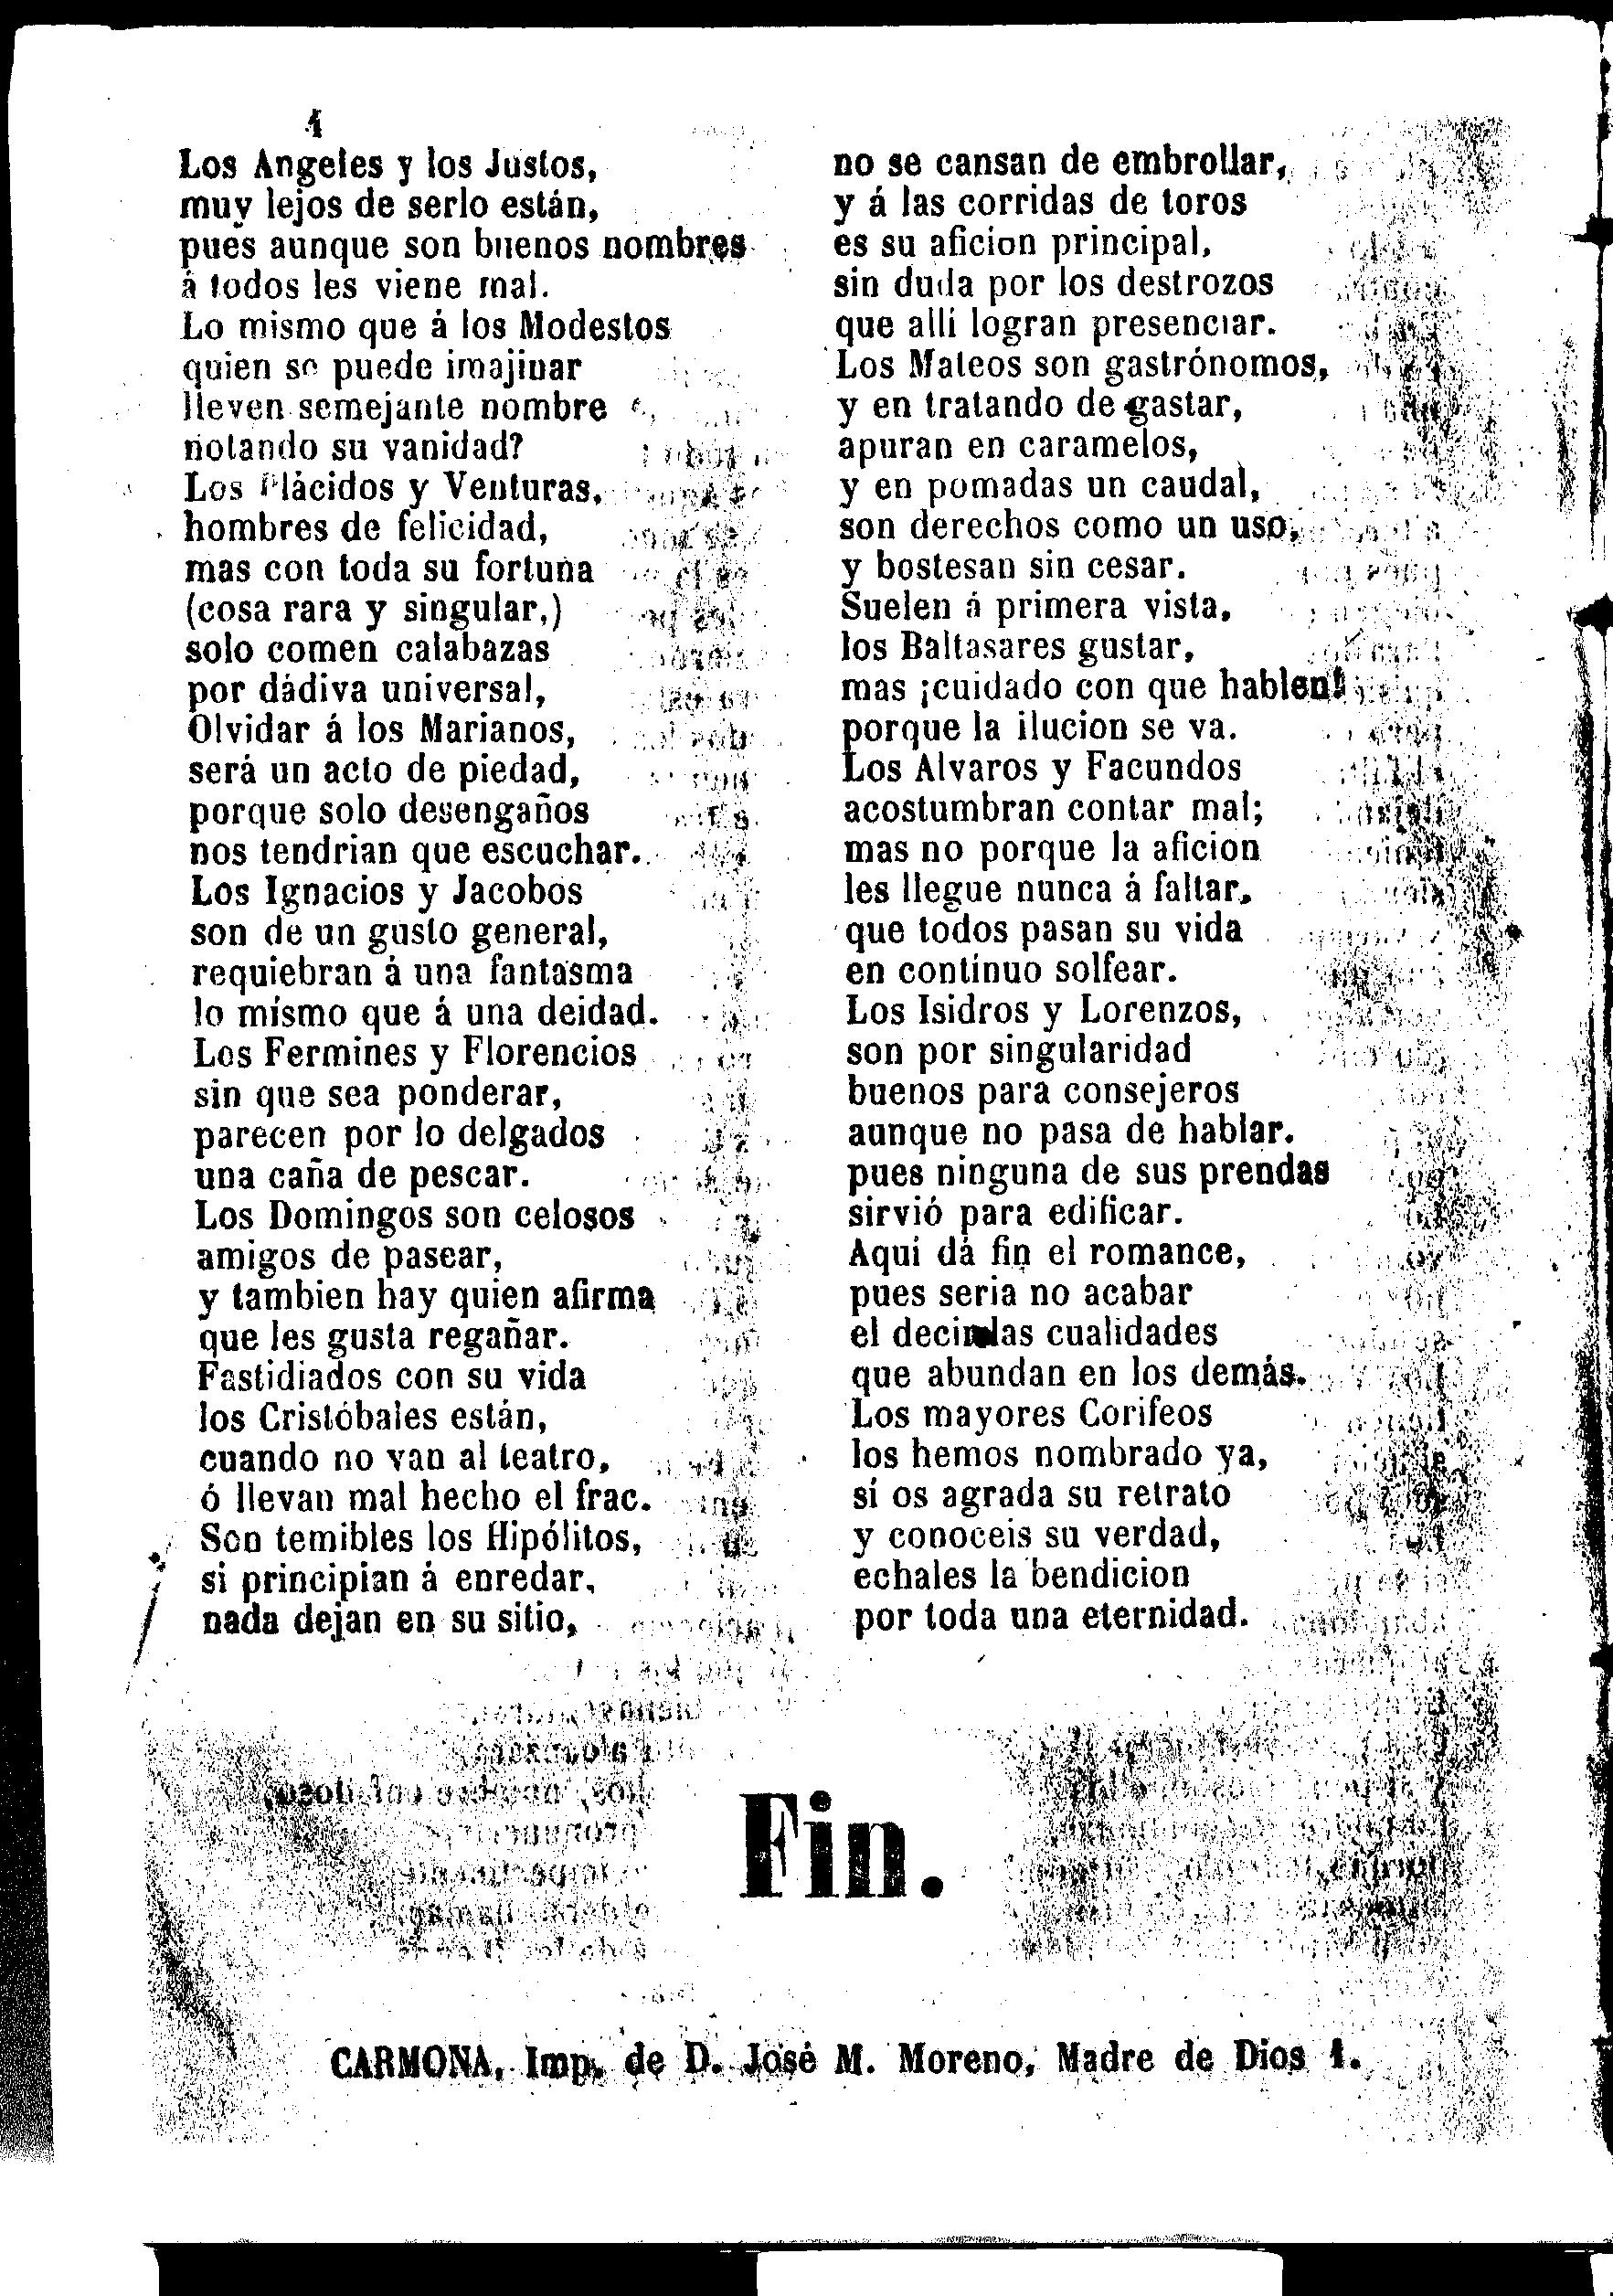 4
Los Angeles y los Justos,
muy lejos de serlo están,
pues aunque son buenos nombres
á todos les viene mal.
Lo mismo que á los Modestos
quien se puede imajinar
lleven semejante nombre
notando su vanidad?
Los Plácidos y Venturas,
hombres de felicidad,
mas con toda su fortuna
(cosa rara y singular,)
solo comen calabazas
por dádiva universal,
Olvidar á los Marianos,
será un acto de piedad,
porque solo desengaños
nos tendrian que escuchar.
Los Ignacios y Jacobos
son de un gusto general,
requiebran á una fantasma
lo mísmo que á una deidad.
Los Fermines y Florencios
sin que sea ponderar,
parecen por lo delgados
una caña de pescar.
Los Domingos son celosos
amigos de pasear,
y tambien hay quien afirma
que les gusta regañar.
Fastidiados con su vida
los Cristóbales están,
cuando no van al teatro,
ó llevan mal hecho el frac.
Son temibles los Hipólitos,
si principian á enredar,
nada dejan en su sitio,
no se cansan de embrollar,
y á las corridas de toros
es su aficion principal,
sin duda por los destrozos
que allí logran presenciar.
Los Mateos son gastrónomos,
y en tratando de gastar,
apuran en caramelos,
y en pomadas un caudal,
son derechos como un uso,
y bostesan sin cesar.
Suelen á primera vista,
los Baltasares gustar,
mas ¡cuidado con que hablen!
porque la ilucion se va.
Los Alvaros y Facundos
acostumbran contar mal;
mas no porque la aficion
les llegue nunca á faltar,
que todos pasan su vida
en contínuo solfear.
Los Isidros y Lorenzos,
son por singularidad
buenos para consejeros
aunque no pasa de hablar.
pues ninguna de sus prendas
sirvió para edificar.
Aqui dá fin el romance,
pues seria no acabar
el decir las cualidades
que abundan en los demás.
Los mayores Corifeos
los hemos nombrado ya,
si os agrada su retrato
y conoceis su verdad,
echales la bendicion
por toda una eternidad.
Fin.
CARMONA, Imp. de D. José M. Moreno, Madre de Dios 1.